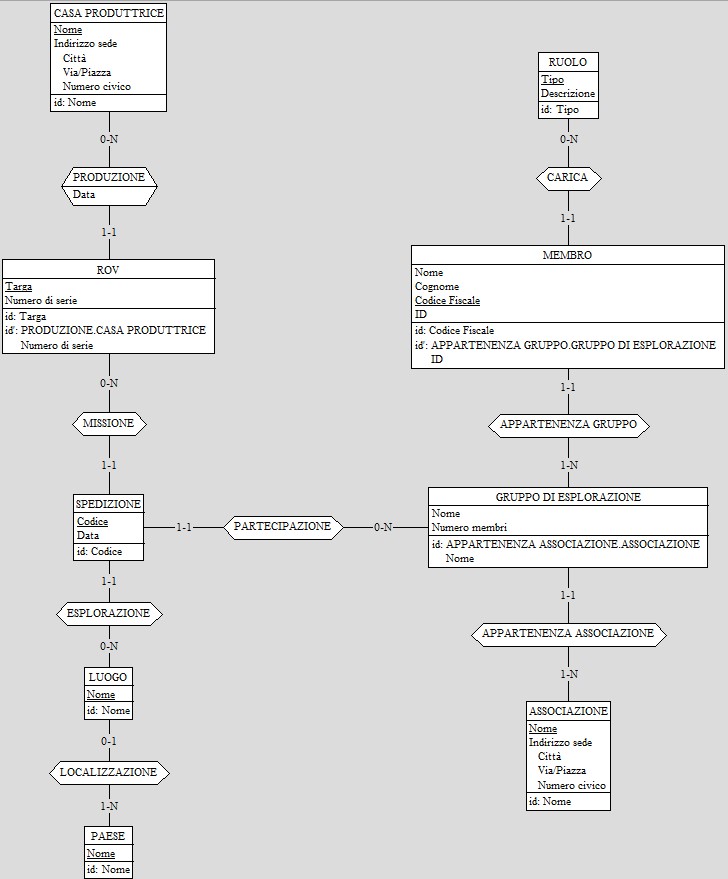 CASA PRODUTTRICE
Nome
Indirizzo sede
Città
Via/Piazza
Numero civico
id: Nome
0-N
PRODUZIONE
Data
1-1
ROV
Targa
Numero di serie
id: Targa
id': PRODUZIONE.CASA PRODUTTRICE
Numero di serie
0-N
MISSIONE
1-1
SPEDIZIONE
Codice
Data
id: Codice
1-1
PARTECIPAZIONE
0-N
1-1
ESPLORAZIONE
0-N
LUOGO
Nome
id: Nome
0-1
LOCALIZZAZIONE
1-N
PAESE
Nome
id: Nome
RUOLO
Tipo
Descrizione
id: Tipo
0-N
CARICA
1-1
MEMBRO
Nome
Cognome
Codice Fiscale
ID
id: Codice Fiscale
id': APPARTENENZA GRUPPO.GRUPPO DI ESPLORAZIONE
ID
1-1
APPARTENENZA GRUPPO
1-N
GRUPPO DI ESPLORAZIONE
Nome
Numero membri
id: APPARTENENZA ASSOCIAZIONE.ASSOCIAZIONE
Nome
1-1
APPARTENENZA ASSOCIAZIONE
1-N
ASSOCIAZIONE
Nome
Indirizzo sede
Città
Via/Piazza
Numero civico
id: Nome